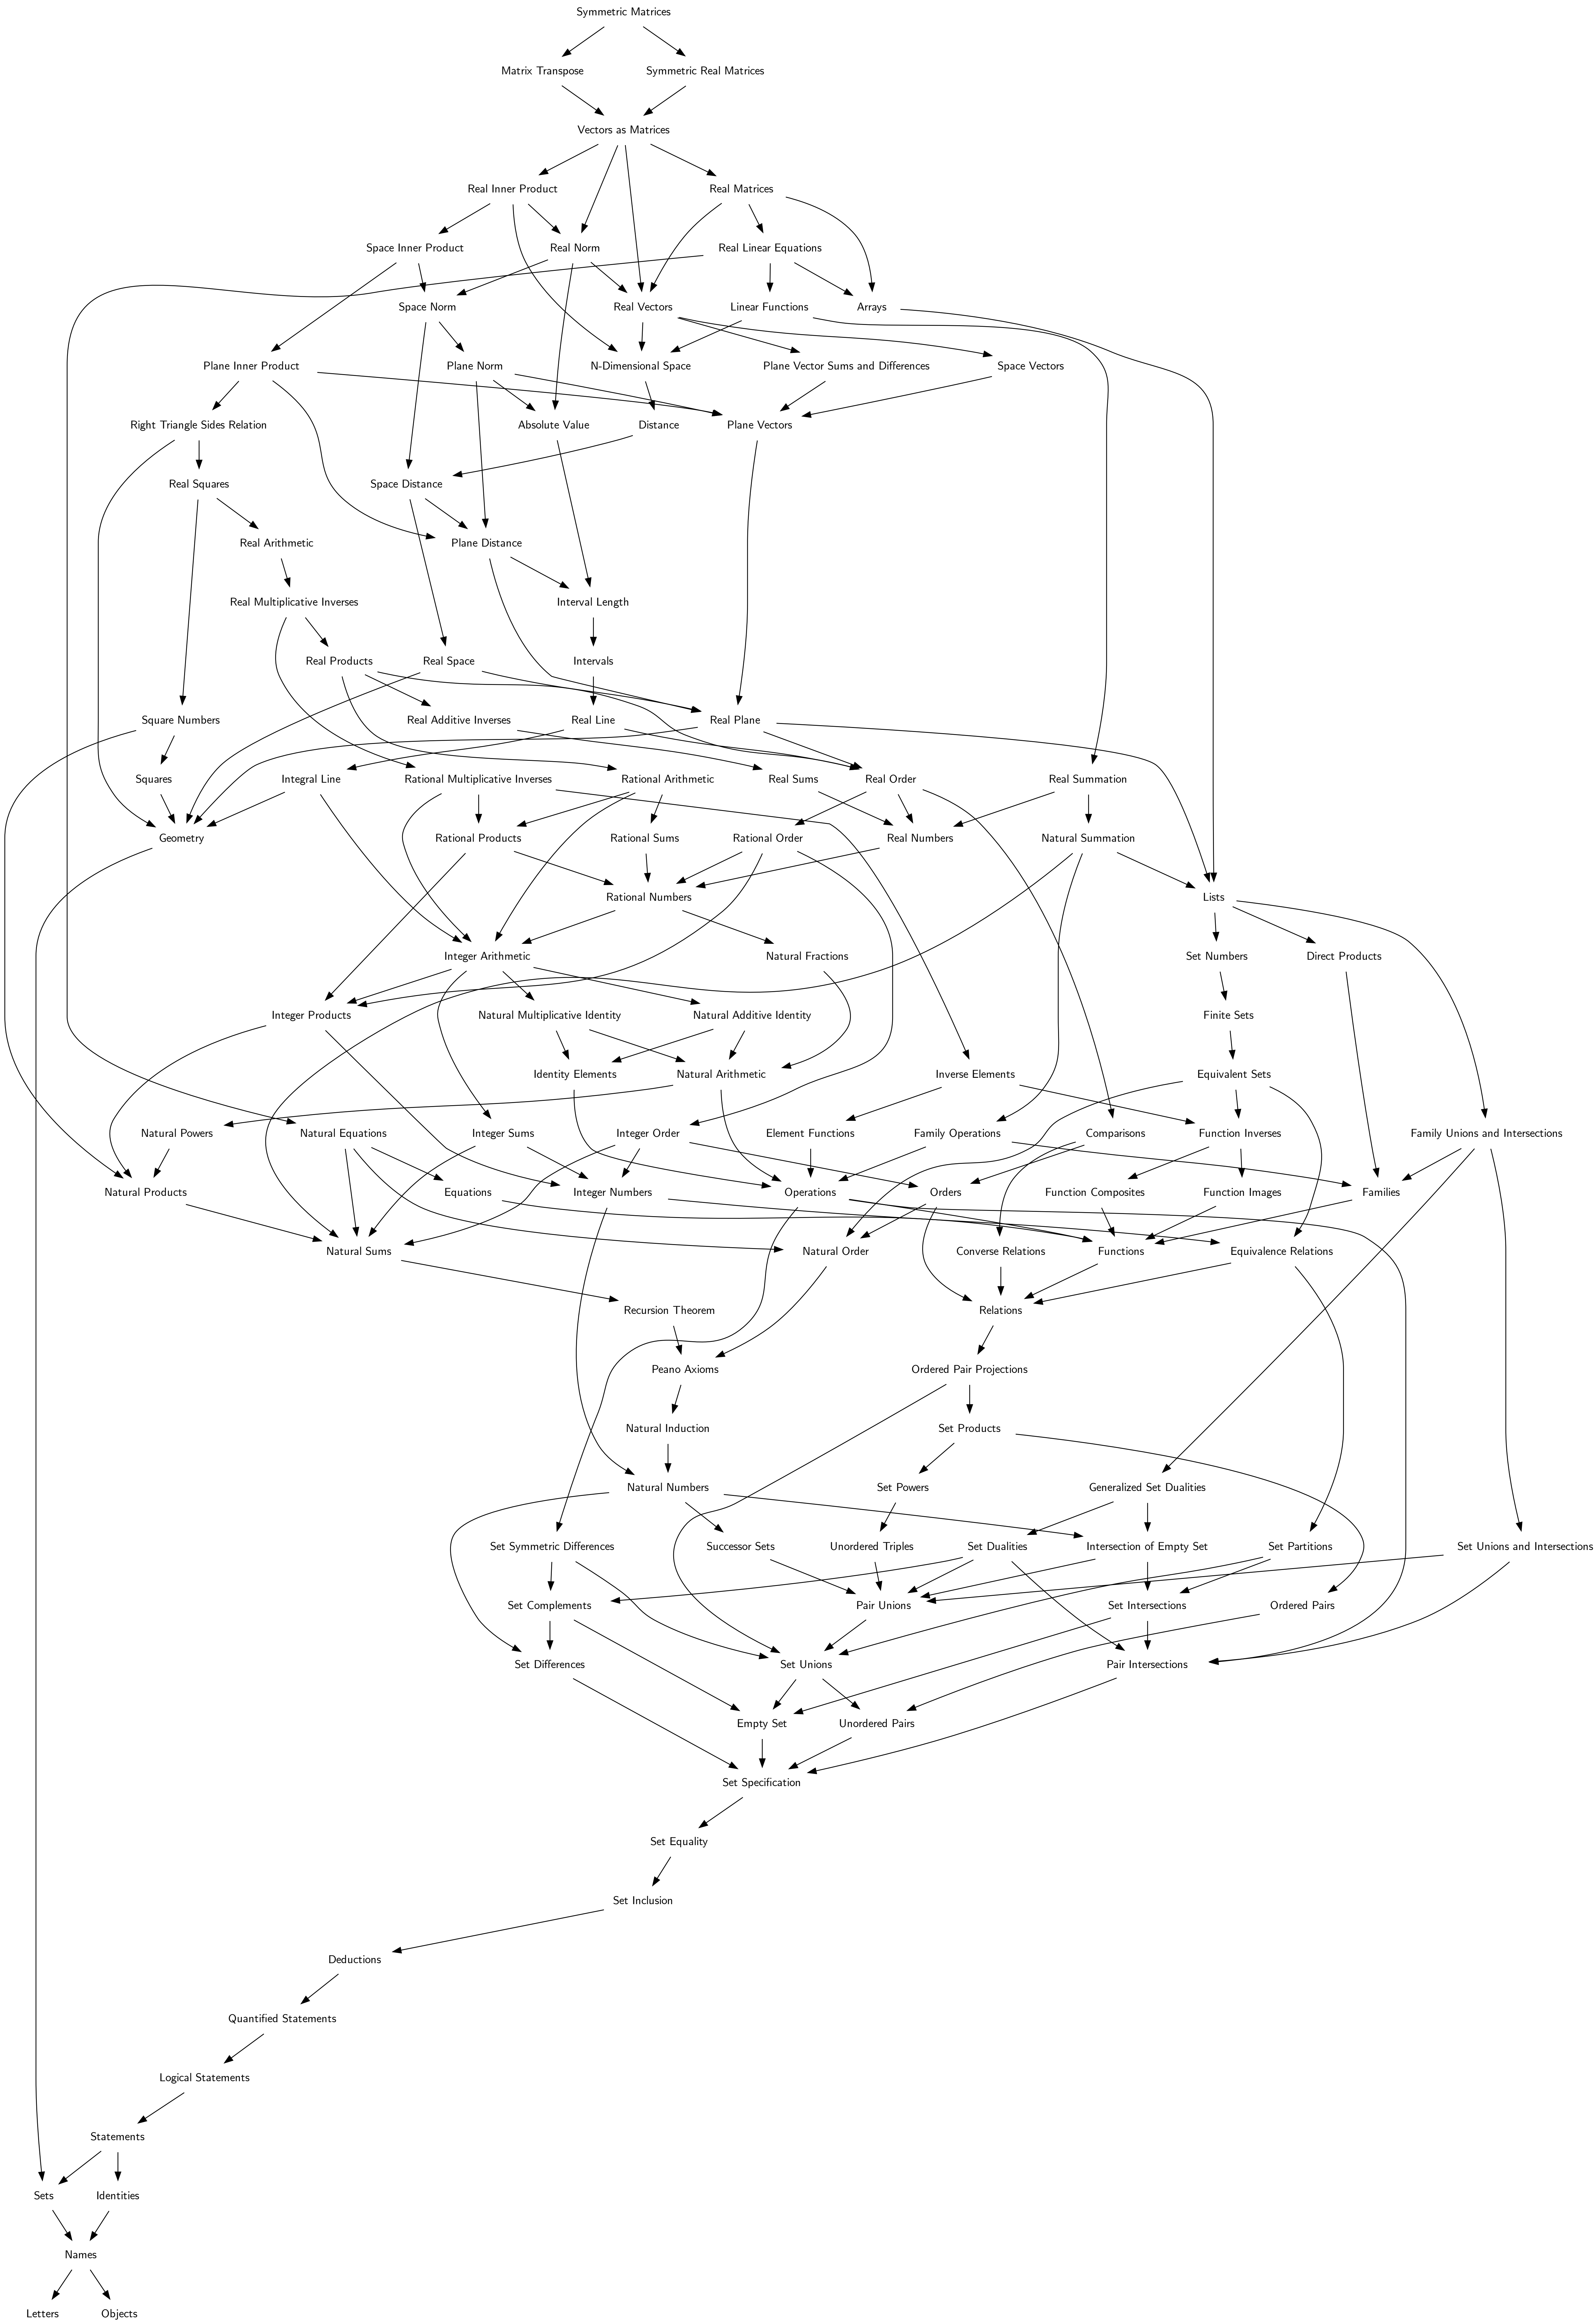 Symmetric Matrices
Matrix Transpose
Symmetric Real Matrices
Vectors as Matrices
Real Inner Product
Real Matrices
Space Inner Product
Real Norm
Real Linear Equations
Space Norm
Real Vectors
Linear Functions
Arrays
Plane Inner Product
Plane Norm
N-Dimensional Space
Plane Vector Sums and Differences
Space Vectors
Right Triangle Sides Relation
Absolute Value
Distance
Plane Vectors
Real Squares
Space Distance
Real Arithmetic
Plane Distance
Real Multiplicative Inverses
Interval Length
Real Products
Real Space
Intervals
Square Numbers
Real Additive Inverses
Real Line
Real Plane
Squares
Integral Line
Rational Multiplicative Inverses
Rational Arithmetic
Real Sums
Real Order
Real Summation
Geometry
Rational Products
Rational Sums
Rational Order
Real Numbers
Natural Summation
Rational Numbers
Lists
Integer Arithmetic
Natural Fractions
Set Numbers
Direct Products
Integer Products
Natural Multiplicative Identity
Natural Additive Identity
Finite Sets
Identity Elements
Natural Arithmetic
Inverse Elements
Equivalent Sets
Natural Powers
Natural Equations
Integer Sums
Integer Order
Element Functions
Family Operations
Comparisons
Function Inverses
Family Unions and Intersections
Natural Products
Equations
Integer Numbers
Operations
Orders
Function Composites
Function Images
Families
Natural Sums
Natural Order
Converse Relations
Functions
Equivalence Relations
Recursion Theorem
Relations
Peano Axioms
Ordered Pair Projections
Natural Induction
Set Products
Natural Numbers
Set Powers
Generalized Set Dualities
Set Symmetric Differences
Successor Sets
Unordered Triples
Set Dualities
Intersection of Empty Set
Set Partitions
Set Unions and Intersections
Set Complements
Pair Unions
Set Intersections
Ordered Pairs
Set Differences
Set Unions
Pair Intersections
Empty Set
Unordered Pairs
Set Specification
Set Equality
Set Inclusion
Deductions
Quantified Statements
Logical Statements
Statements
Sets
Identities
Names
Letters
Objects